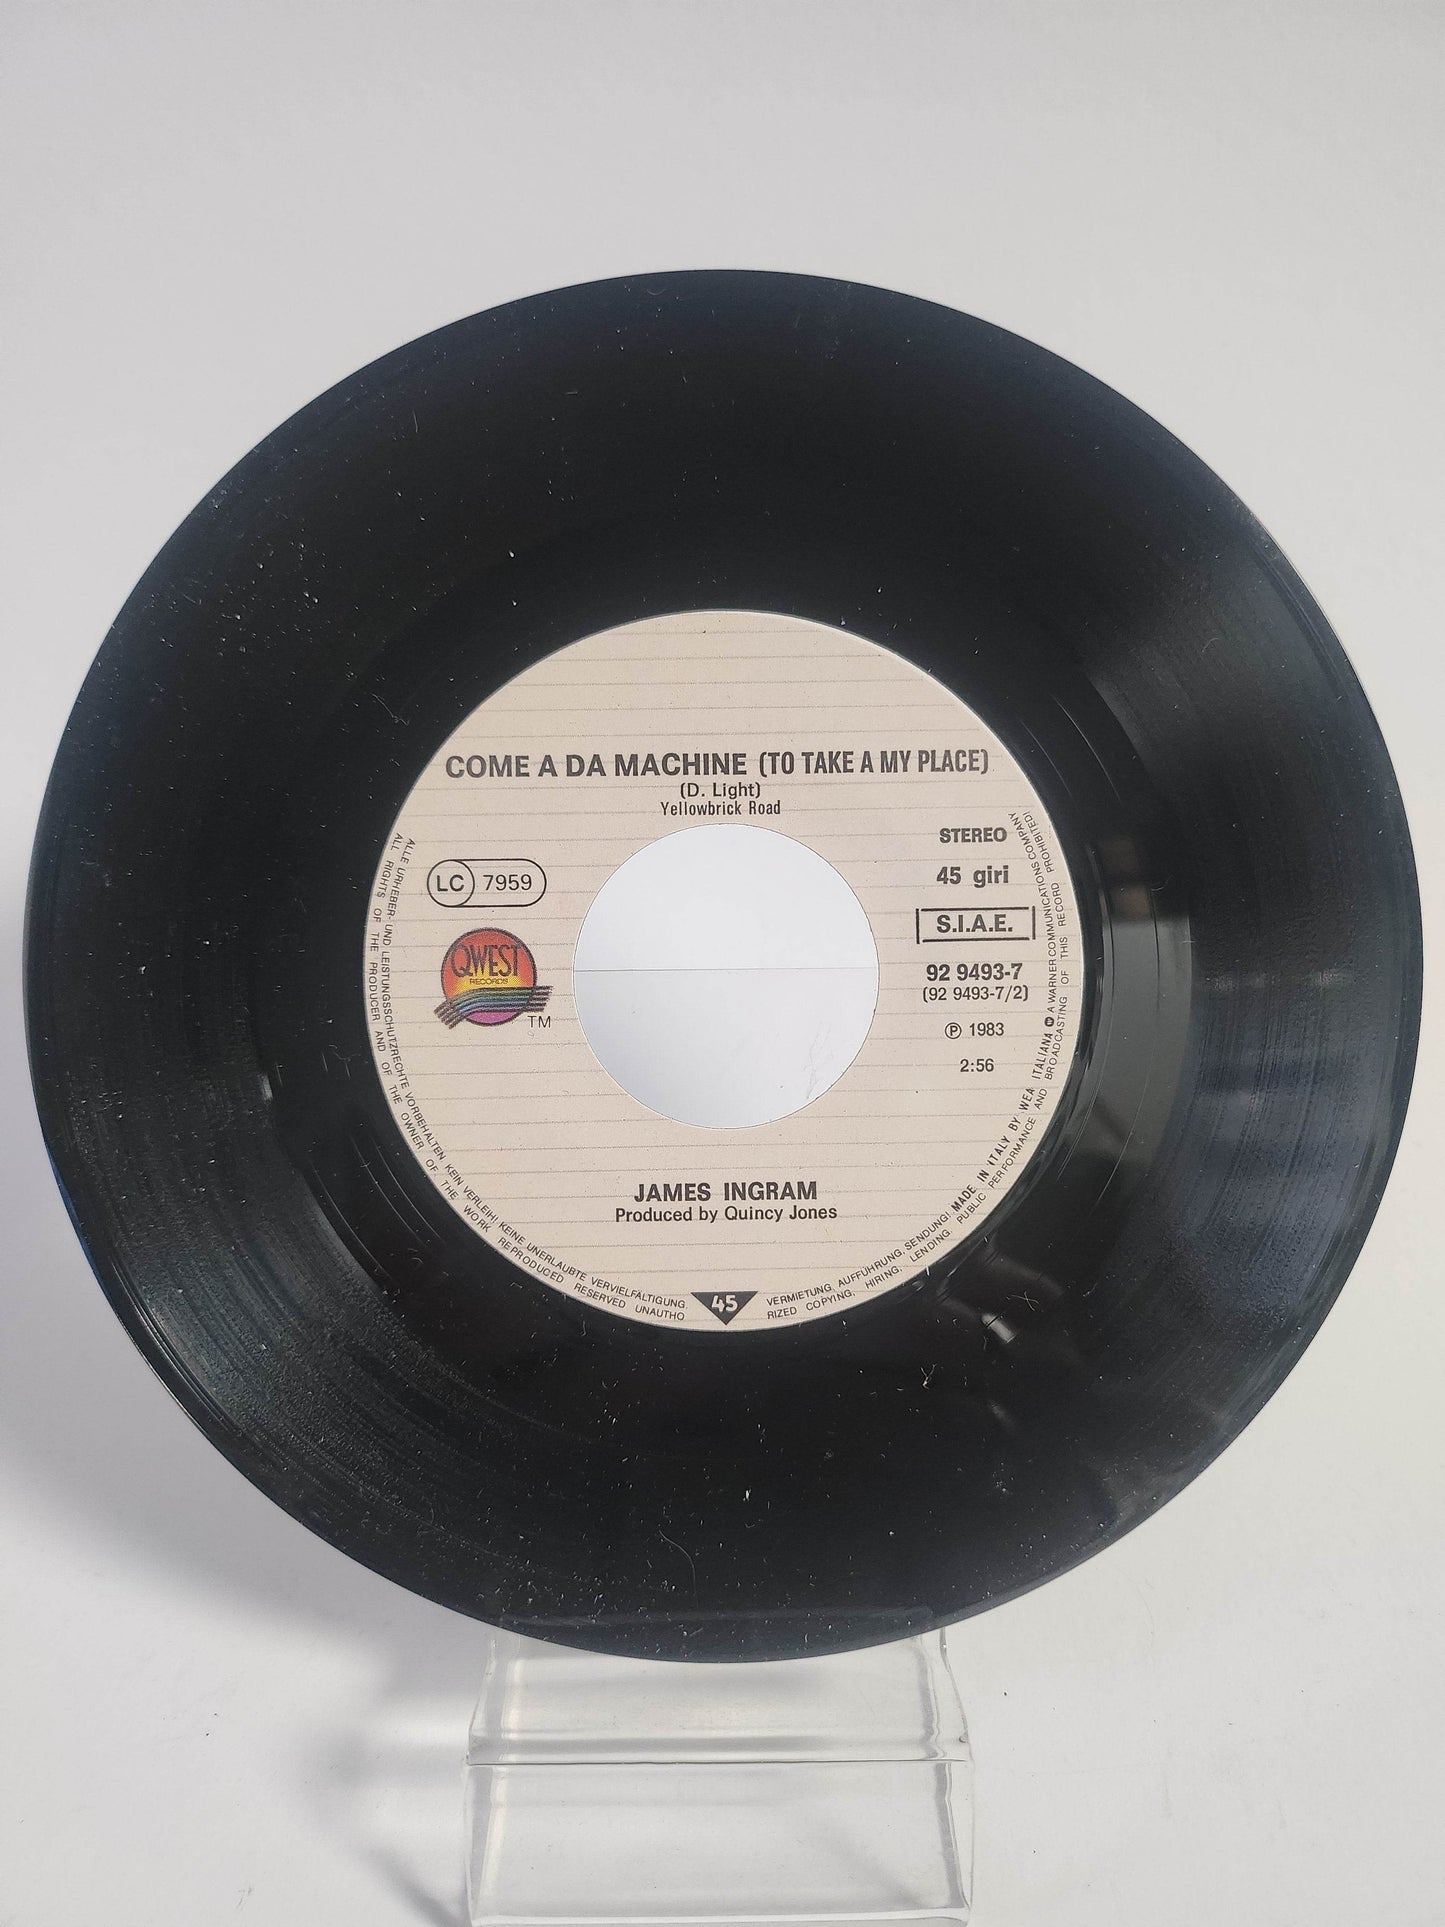 COME A DA MACHINE (TO TAKE A MY PLACE)
(D. Light)
Yellowbrick Road
STEREO
LC 7959
45 giri
S.I.A.E.
QWEST
RECORDS
TM
92 9493-7
(92 9493-7/2)
Ⓟ 1983
2:56
JAMES INGRAM
Produced by Quincy Jones
45
ALLE URHEBER- UND LEISTUNGSSCHUTZRECHTE VORBEHALTEN KEIN VERLEIH! KEINE UNERLAUBTE VERVIELFÄLTIGUNG. VERMIETUNG, AUFFÜHRUNG, SENDUNG! MADE IN ITALY BY WEA ITALIANA A WARNER COMMUNICATIONS COMPANY
ALL RIGHTS OF THE PRODUCER AND OF THE OWNER OF THE WORK REPRODUCED RESERVED UNAUTHO RIZED COPYING, HIRING, LENDING, PUBLIC PERFORMANCE AND BROADCASTING OF THIS RECORD PROHIBITED.